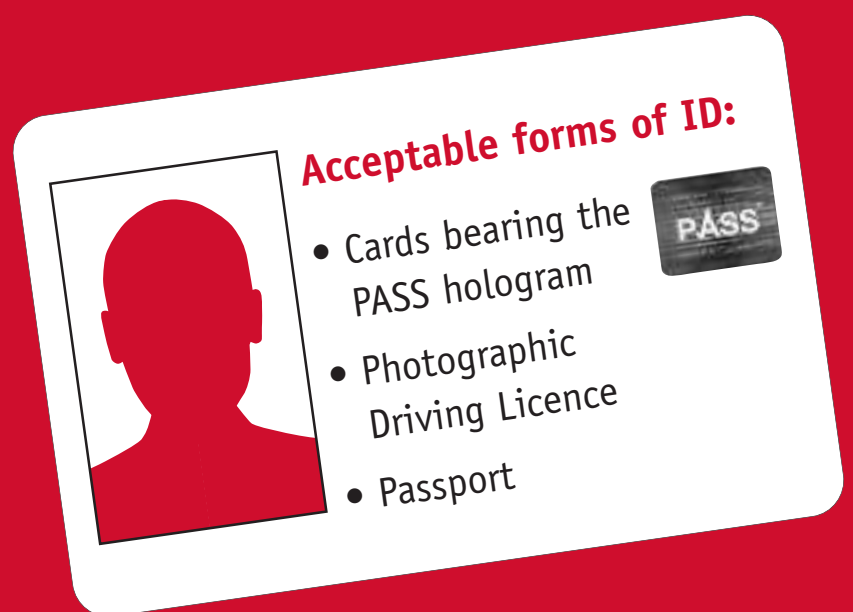 Acceptable forms of ID:
• Cards bearing the
PASS hologram
PASS
• Photographic
Driving Licence
• Passport